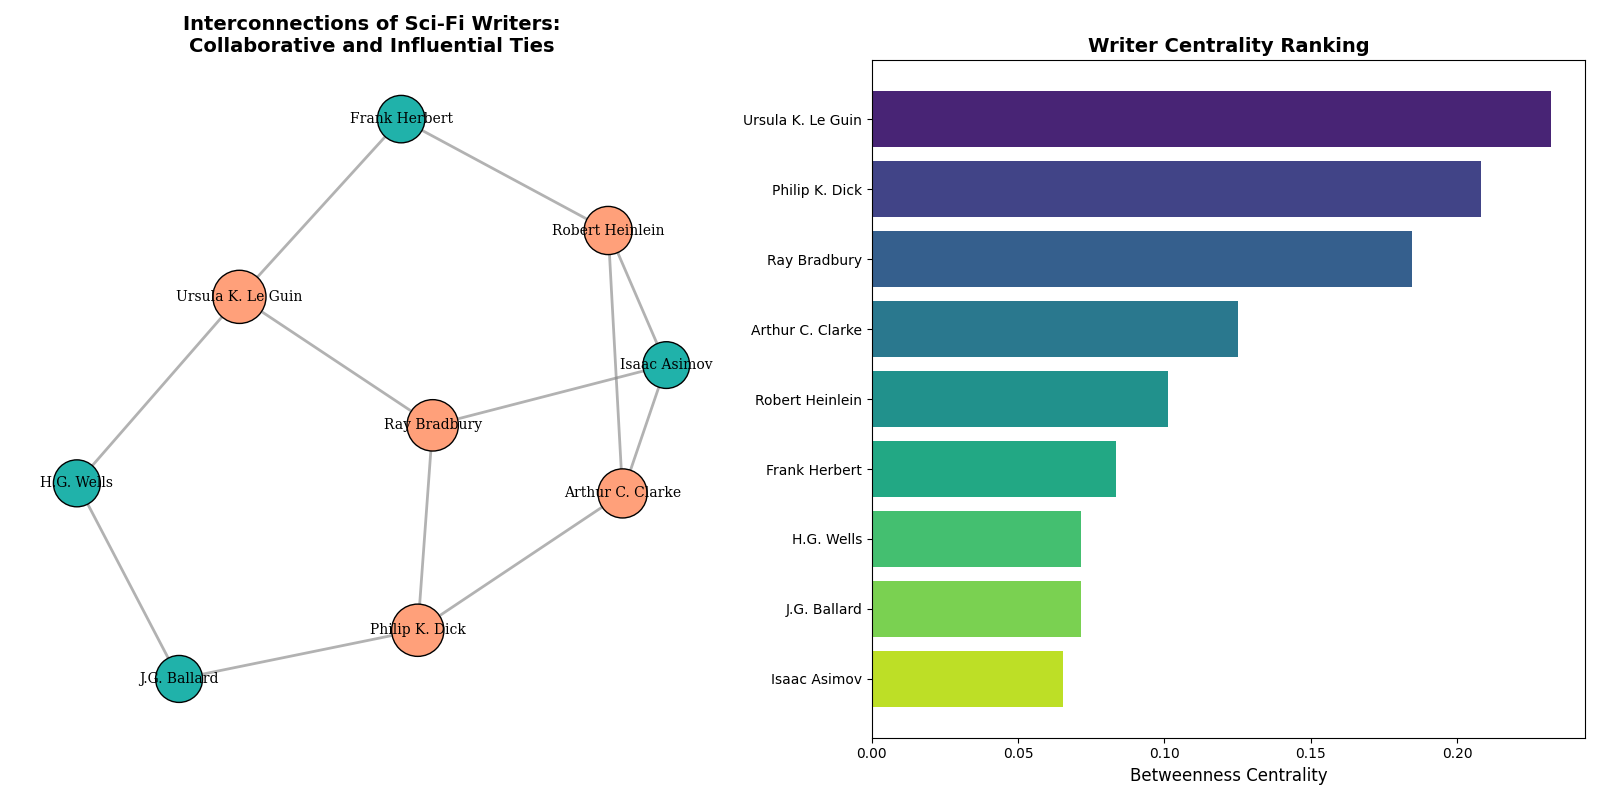 Interconnections of Sci-Fi Writers:
Collaborative and Influential Ties
Frank Herbert
Robert Heinlein
Ursula K. Le Guin
Isaac Asimov
Ray Bradbury
H.G. Wells
Arthur C. Clarke
Philip K. Dick
J.G. Ballard
Writer Centrality Ranking
Ursula K. Le Guin
Philip K. Dick
Ray Bradbury
Arthur C. Clarke
Robert Heinlein
Frank Herbert
H.G. Wells
J.G. Ballard
Isaac Asimov
0.00 0.05 0.10 0.15 0.20
Betweenness Centrality